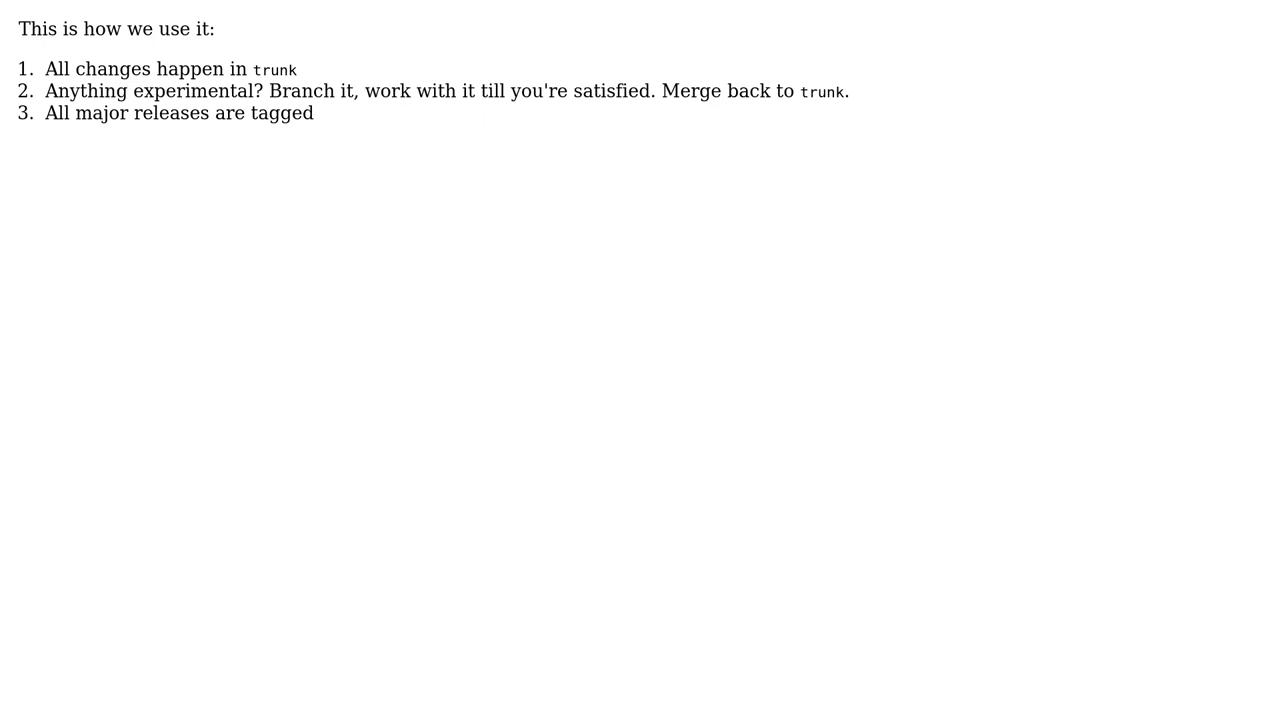 This is how we use it:
1. All changes happen in trunk
2. Anything experimental? Branch it, work with it till you're satisfied. Merge back to trunk.
3. All major releases are tagged